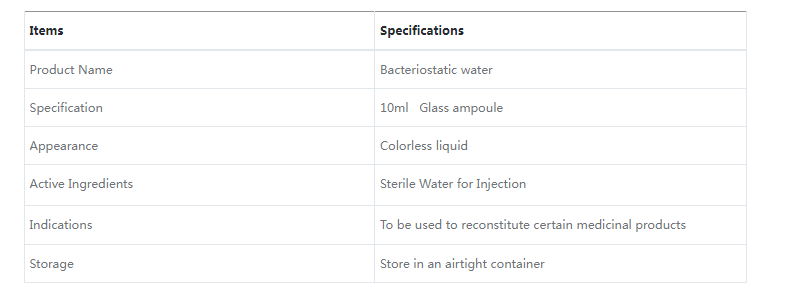 Items Specifications
Product Name Bacteriostatic water
Specification 10ml Glass ampoule
Appearance Colorless liquid
Active Ingredients Sterile Water for Injection
Indications To be used to reconstitute certain medicinal products
Storage Store in an airtight container